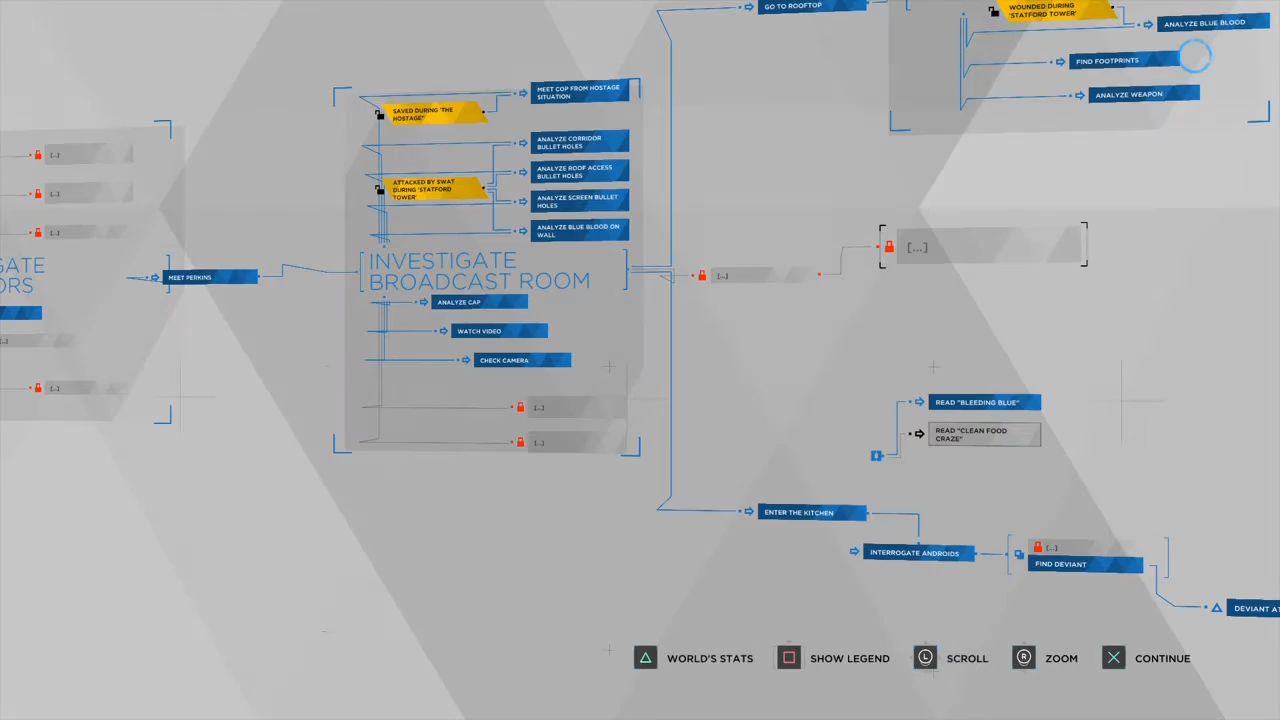 GO TO ROOFTOP
WOUNDED DURING
'STATFORD TOWER'
ANALYZE BLUE BLOOD
FIND FOOTPRINTS
ANALYZE WEAPON
MEET COP FROM HOSTAGE
SITUATION
SAVED DURING 'THE
HOSTAGE"
ANALYZE CORRIDOR
BULLET HOLES
ANALYZE ROOF ACCESS
BULLET HOLES
ATTACKED BY SWAT
DURING 'STATFORD
TOWER'
ANALYZE SCREEN BULLET
HOLES
ANALYZE BLUE BLOOD ON
WALL
[...]
[...]
[...]
GATE
ORS
MEET PERKINS
INVESTIGATE
BROADCAST ROOM
[...]
[...]
ANALYZE CAP
WATCH VIDEO
CHECK CAMERA
[...]
[...]
[...]
[...]
READ "BLEEDING BLUE"
READ "CLEAN FOOD
CRAZE"
ENTER THE KITCHEN
INTERROGATE ANDROIDS
[...]
FIND DEVIANT
DEVIANT AT
WORLD'S STATS
SHOW LEGEND
L
SCROLL
R
ZOOM
CONTINUE